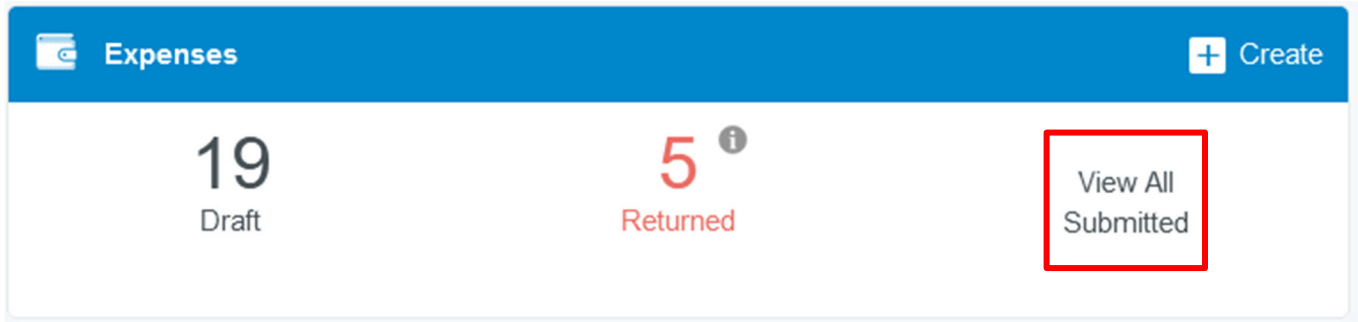 Expenses
Create
19
Draft
5
Returned
View All
Submitted